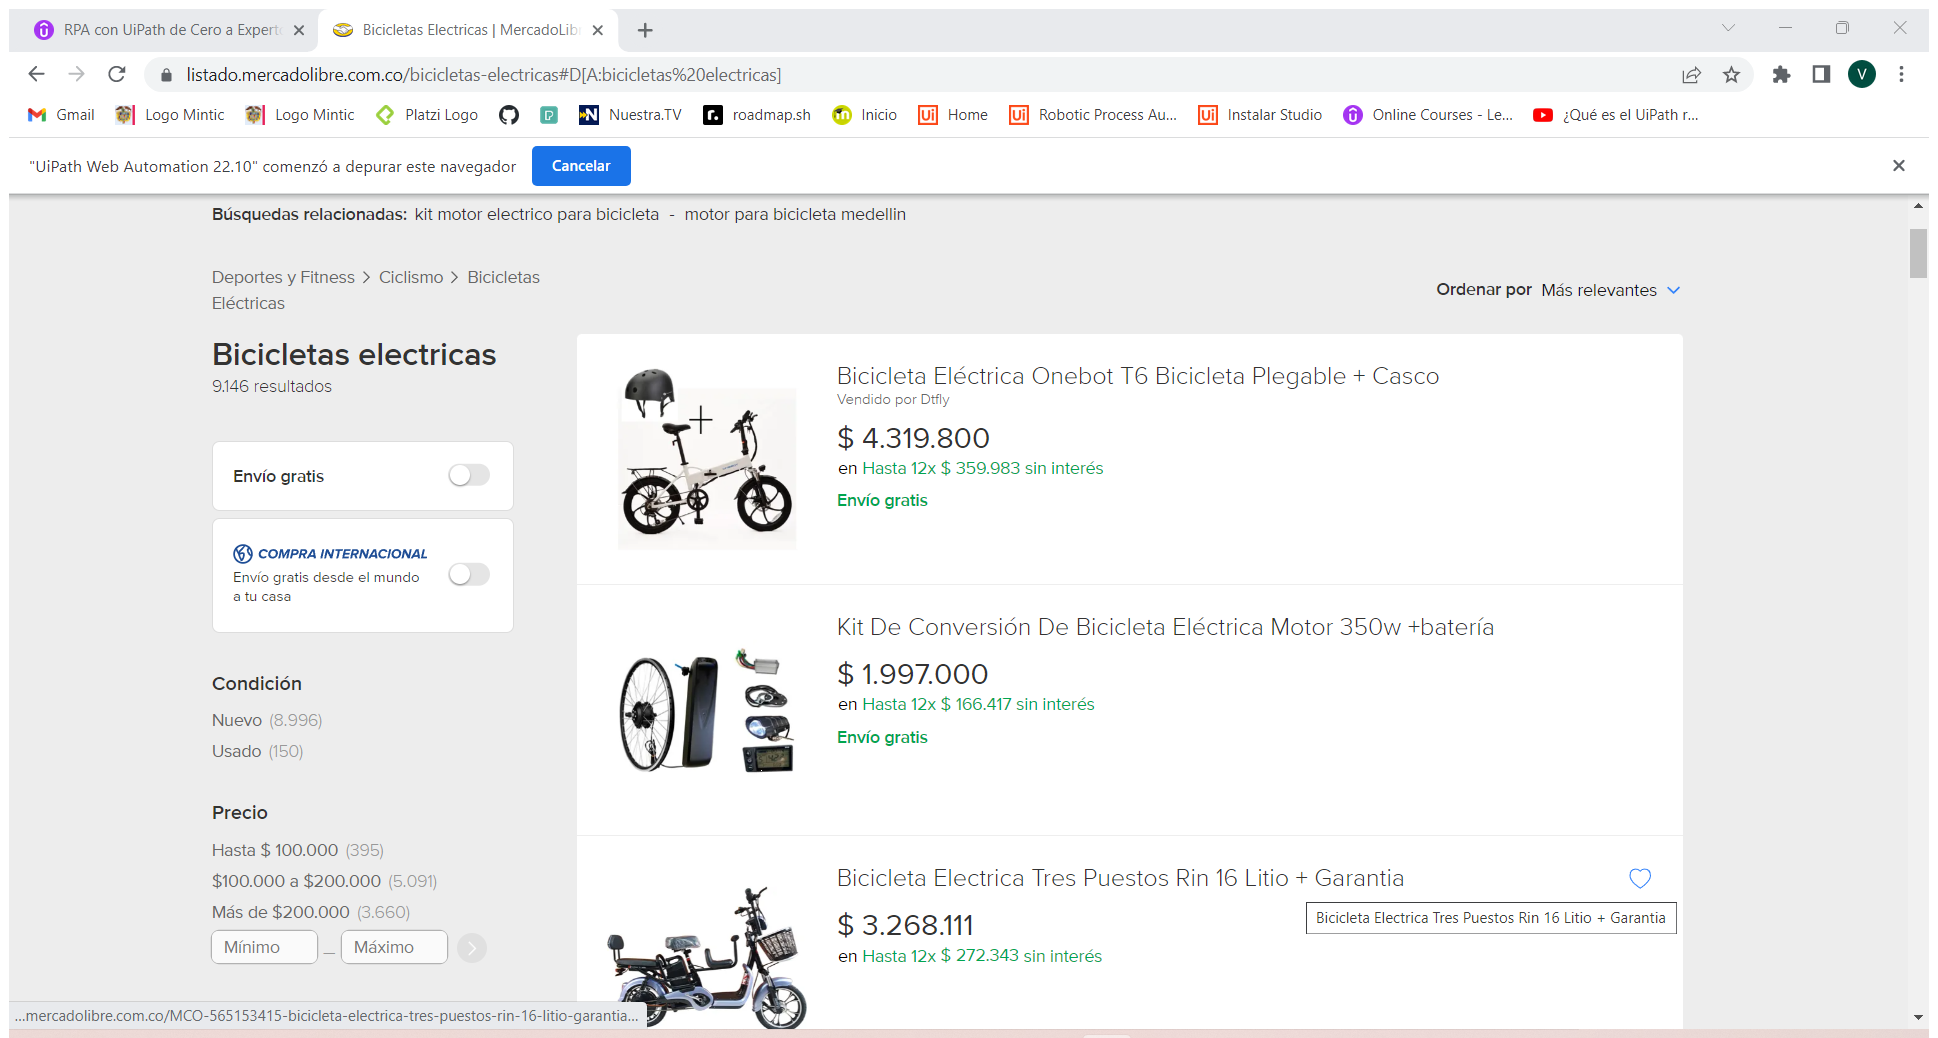 RPA con UiPath de Cero a Experto
Bicicletas Electricas | MercadoLib
listado.mercadolibre.com.co/bicicletas-electricas#D[A:bicicletas%20electricas]
V
Gmail
Logo Mintic
Logo Mintic
Platzi Logo
Nuestra.TV
roadmap.sh
Inicio
Home
Robotic Process Au...
Instalar Studio
Online Courses - Le...
¿Qué es el UiPath r...
"UiPath Web Automation 22.10" comenzó a depurar este navegador
Cancelar
Búsquedas relacionadas: kit motor electrico para bicicleta - motor para bicicleta medellin
Deportes y Fitness > Ciclismo > Bicicletas
Eléctricas
Ordenar por Más relevantes
Bicicletas electricas
9.146 resultados
Envío gratis
COMPRA INTERNACIONAL
Envío gratis desde el mundo
a tu casa
Condición
Nuevo (8.996)
Usado (150)
Precio
Hasta $ 100.000 (395)
$100.000 a $200.000 (5.091)
Más de $200.000 (3.660)
Mínimo — Máximo
Bicicleta Eléctrica Onebot T6 Bicicleta Plegable + Casco
Vendido por Dtfly
$ 4.319.800
en Hasta 12x $ 359.983 sin interés
Envío gratis
Kit De Conversión De Bicicleta Eléctrica Motor 350w +batería
$ 1.997.000
en Hasta 12x $ 166.417 sin interés
Envío gratis
Bicicleta Electrica Tres Puestos Rin 16 Litio + Garantia
Bicicleta Electrica Tres Puestos Rin 16 Litio + Garantia
$ 3.268.111
en Hasta 12x $ 272.343 sin interés
...mercadolibre.com.co/MCO-565153415-bicicleta-electrica-tres-puestos-rin-16-litio-garantia...